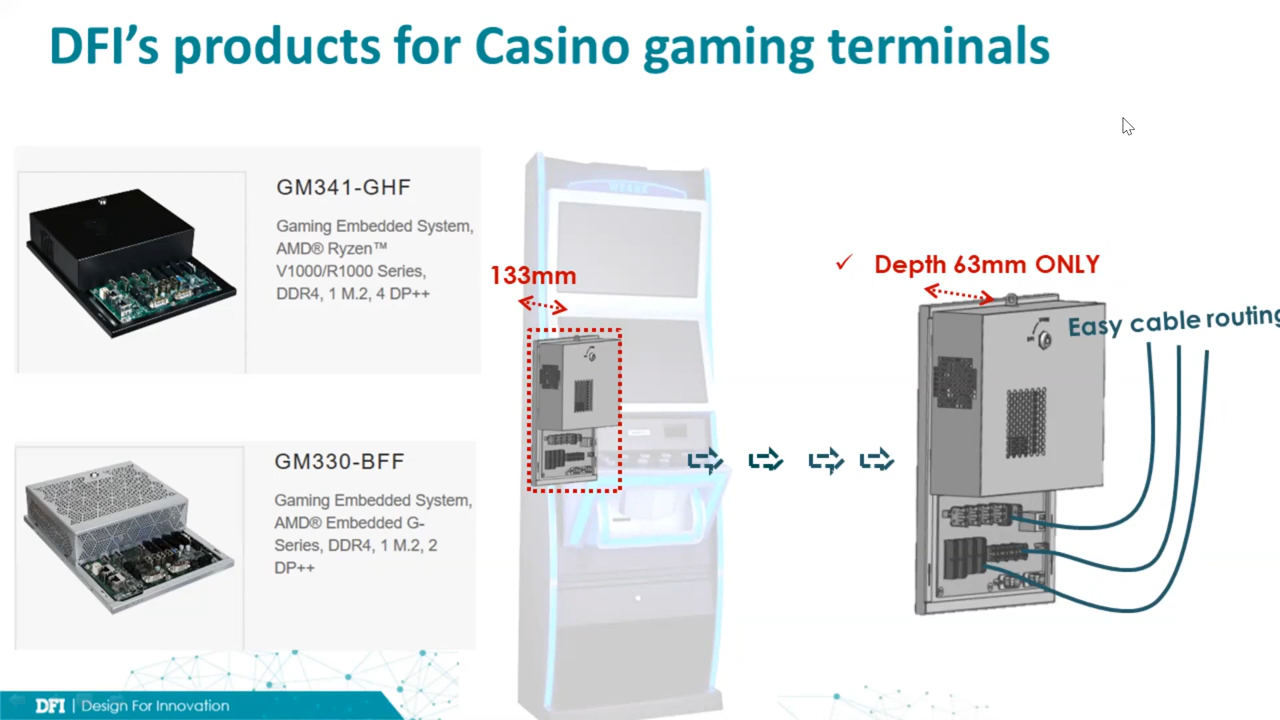 DFI’s products for Casino gaming terminals
GM341-GHF
Gaming Embedded System,
AMD® Ryzen™
V1000/R1000 Series,
DDR4, 1 M.2, 4 DP++
GM330-BFF
Gaming Embedded System,
AMD® Embedded G-
Series, DDR4, 1 M.2, 2
DP++
133mm
✓ Depth 63mm ONLY
Easy cable routing
DFI | Design For Innovation